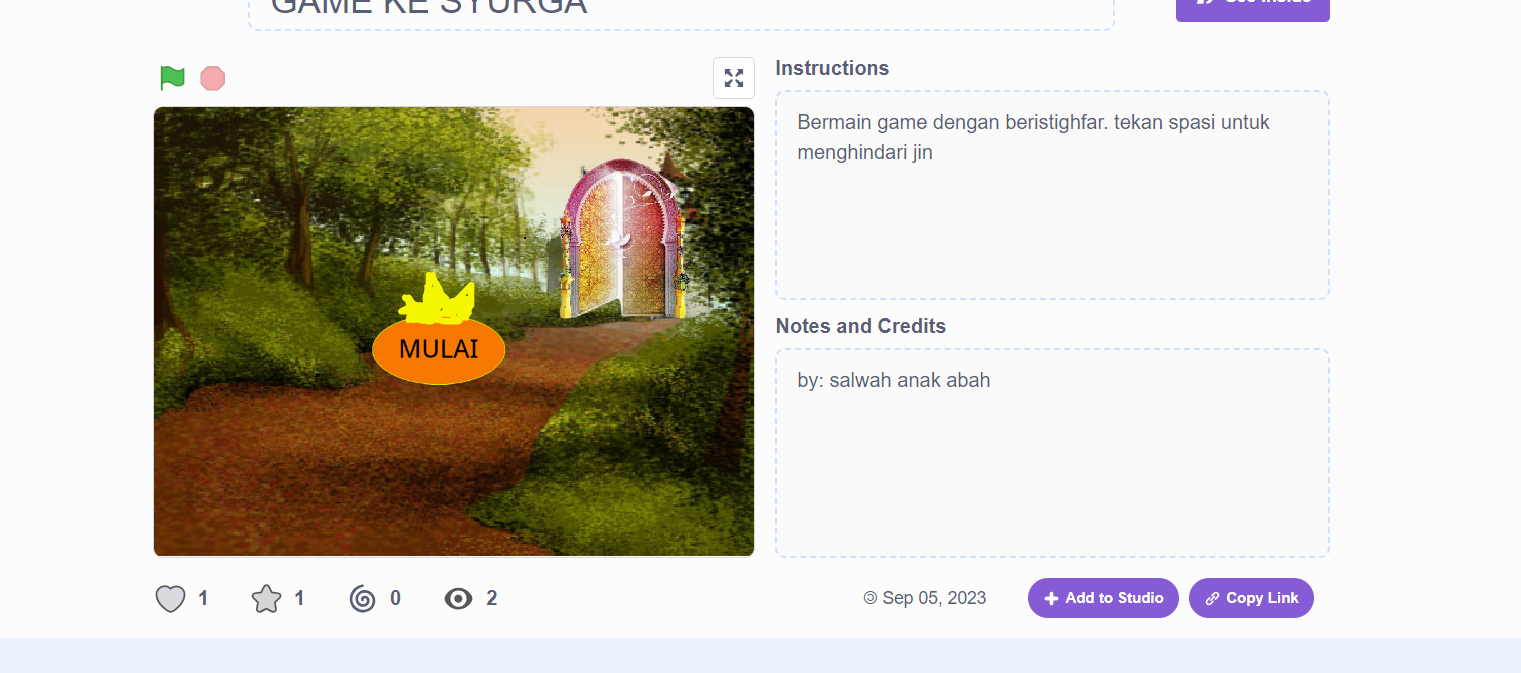 GAME KE SYURGA
See inside
Instructions
Bermain game dengan beristighfar. tekan spasi untuk
menghindari jin
MULAI
Notes and Credits
by: salwah anak abah
1
1
0
2
© Sep 05, 2023
Add to Studio
Copy Link